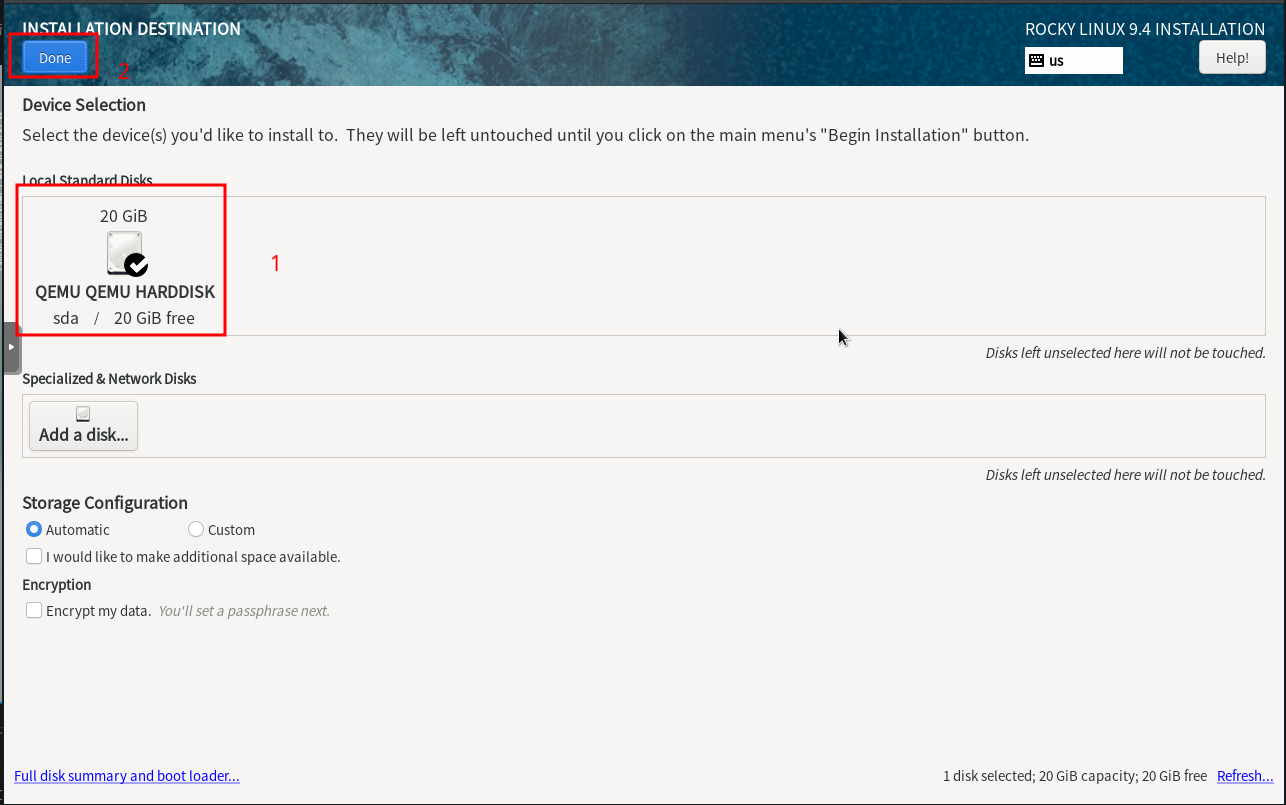 INSTALLATION DESTINATION
ROCKY LINUX 9.4 INSTALLATION
Done
2
us
Help!
Device Selection
Select the device(s) you'd like to install to. They will be left untouched until you click on the main menu's "Begin Installation" button.
Local Standard Disks
20 GiB
1
QEMU QEMU HARDDISK
sda / 20 GiB free
Disks left unselected here will not be touched.
Specialized & Network Disks
Add a disk...
Disks left unselected here will not be touched.
Storage Configuration
Automatic Custom
I would like to make additional space available.
Encryption
Encrypt my data. You'll set a passphrase next.
Full disk summary and boot loader...
1 disk selected; 20 GiB capacity; 20 GiB free Refresh...